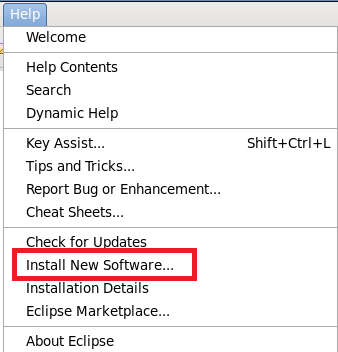 Help
Welcome
Help Contents
Search
Dynamic Help
Key Assist... Shift+Ctrl+L
Tips and Tricks...
Report Bug or Enhancement...
Cheat Sheets...
Check for Updates
Install New Software...
Installation Details
Eclipse Marketplace...
About Eclipse